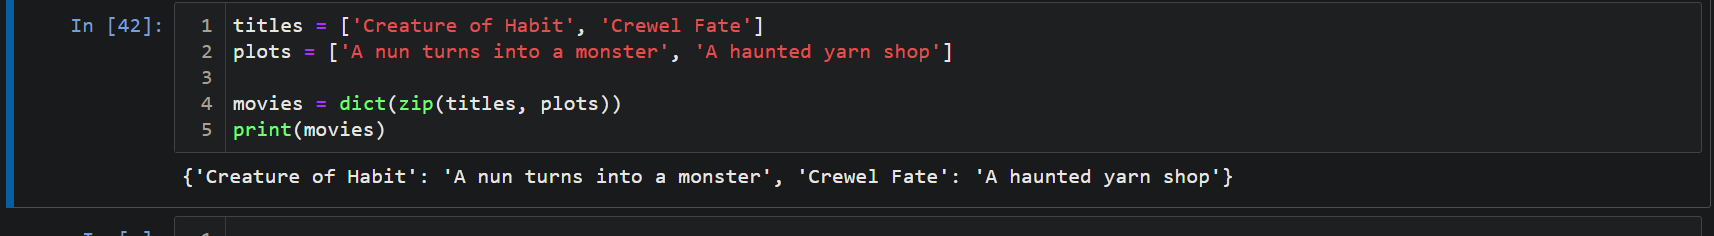 In [42]:
1 titles = ['Creature of Habit', 'Crewel Fate']
2 plots = ['A nun turns into a monster', 'A haunted yarn shop']
3
4 movies = dict(zip(titles, plots))
5 print(movies)
{'Creature of Habit': 'A nun turns into a monster', 'Crewel Fate': 'A haunted yarn shop'}